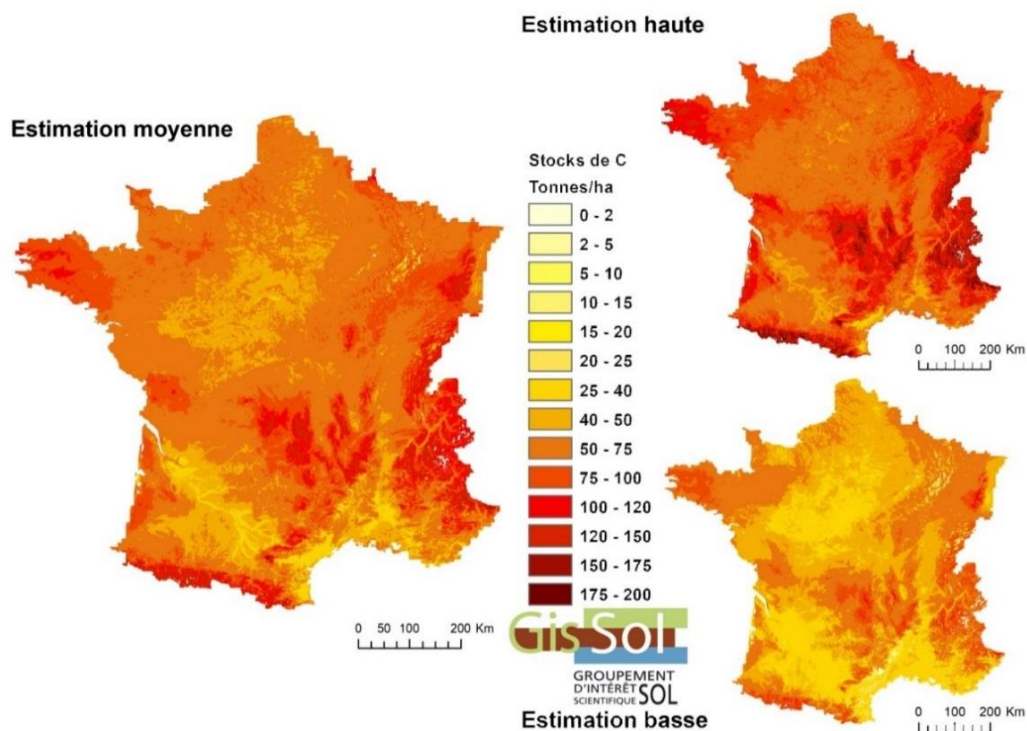 Estimation haute
Estimation moyenne
Stocks de C
Tonnes/ha
0 - 2
2 - 5
5 - 10
10 - 15
15 - 20
20 - 25
25 - 40
40 - 50
50 - 75
75 - 100
100 - 120
120 - 150
150 - 175
175 - 200
0 100 200 Km
0 50 100 200 Km
Gis Sol
GROUPEMENT
D'INTÉRÊT
SCIENTIFIQUE SOL
Estimation basse
0 100 200 Km